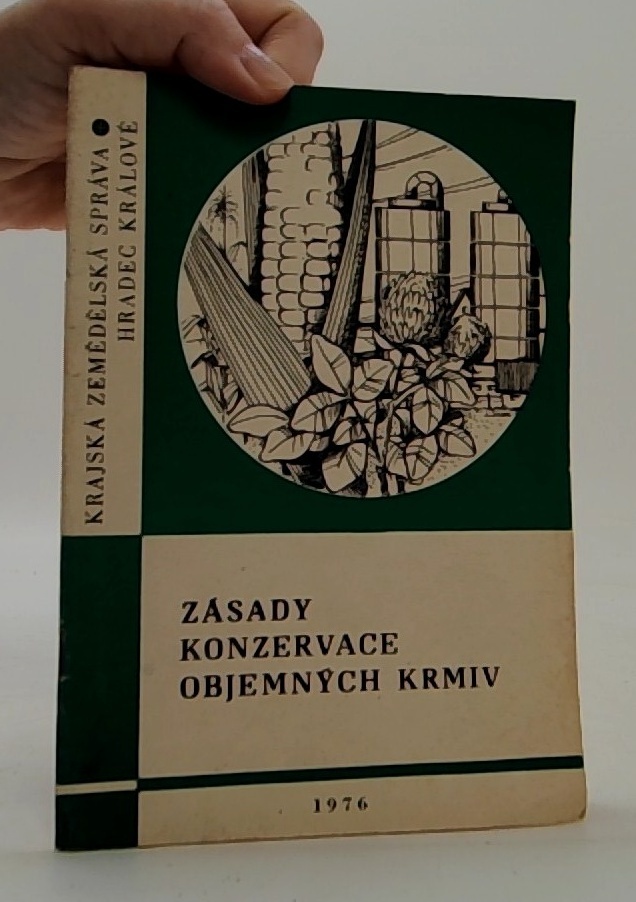 KRAJSKÁ ZEMĚDĚLSKÁ SPRÁVA ●
HRADEC KRÁLOVÉ
ZÁSADY
KONZERVACE
OBJEMNÝCH KRMIV
1976